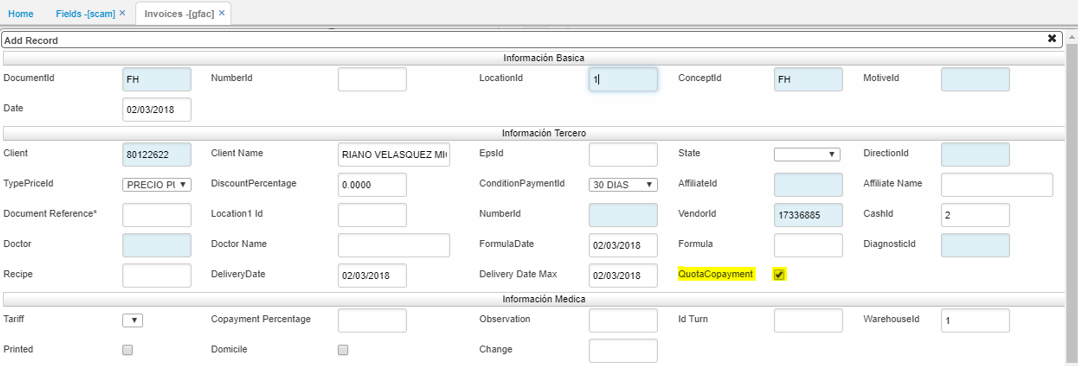 Home Fields -[scam] × Invoices -[gfac] ×
Add Record ✖
Información Basica
DocumentId FH NumberId LocationId 1 ConceptId FH MotiveId
Date 02/03/2018
Información Tercero
Client 80122622 Client Name RIANO VELASQUEZ MI EpsId State DirectionId
TypePriceId PRECIO PI DiscountPercentage 0.0000 ConditionPaymentId 30 DIAS AffiliateId Affiliate Name
Document Reference* Location1 Id NumberId VendorId 17336885 CashId 2
Doctor Doctor Name FormulaDate 02/03/2018 Formula DiagnosticId
Recipe DeliveryDate 02/03/2018 Delivery Date Max 02/03/2018 QuotaCopayment
Información Medica
Tariff Copayment Percentage Observation Id Turn WarehouseId 1
Printed Domicile Change